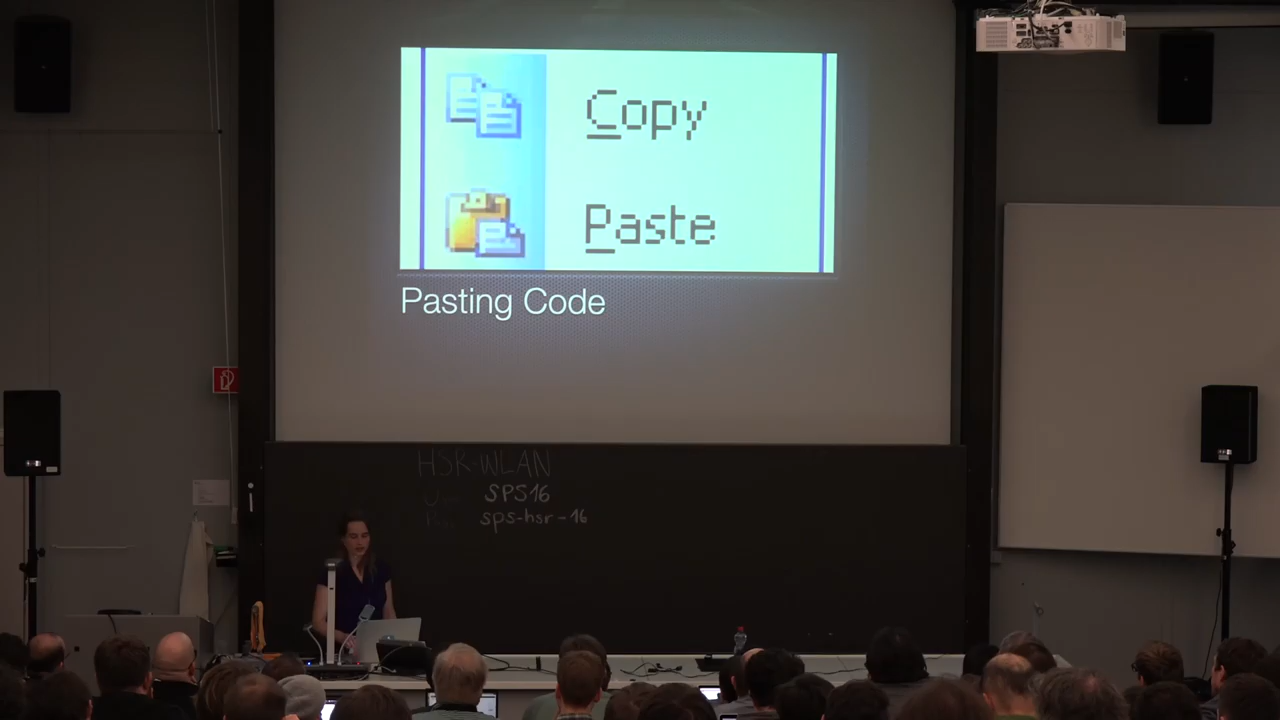 Copy
Paste
Pasting Code
HSR-WLAN
SPS16
sps-hsr-16